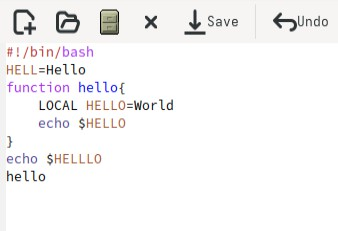 Save Undo
#!/bin/bash
HELL=Hello
function hello{
    LOCAL HELLO=World
    echo $HELLO
}
echo $HELLLO
hello